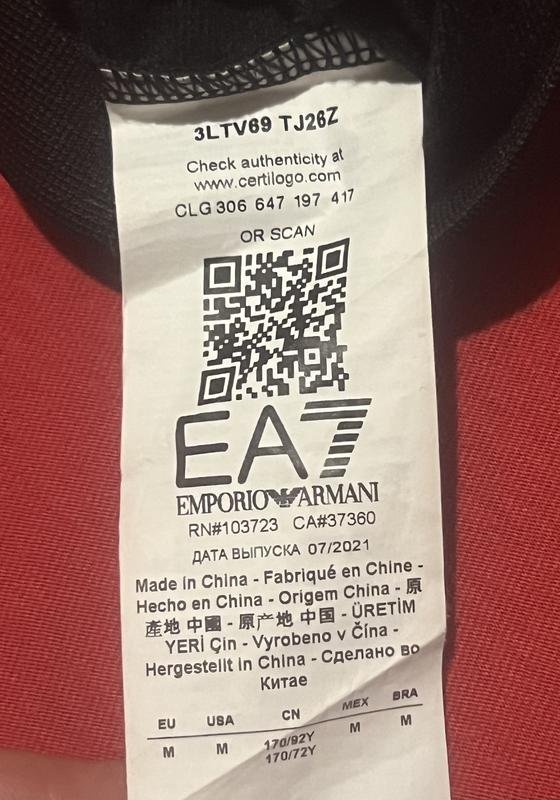 3LTV69 TJ26Z
Check authenticity at
www.certilogo.com
CLG 306 647 197 417
OR SCAN
EA7
EMPORIO ARMANI
RN#103723 CA#37360
ДАТА ВЫПУСКА 07/2021
Made in China - Fabriqué en Chine -
Hecho en China - Origem China - 原
產地 中國 - 原产地 中国 - ÜRETİM
YERİ Çin - Vyrobeno v Čína -
Hergestellt in China - Сделано во
Китае
EU USA CN MEX BRA
M M 170/92Y M M
170/72Y